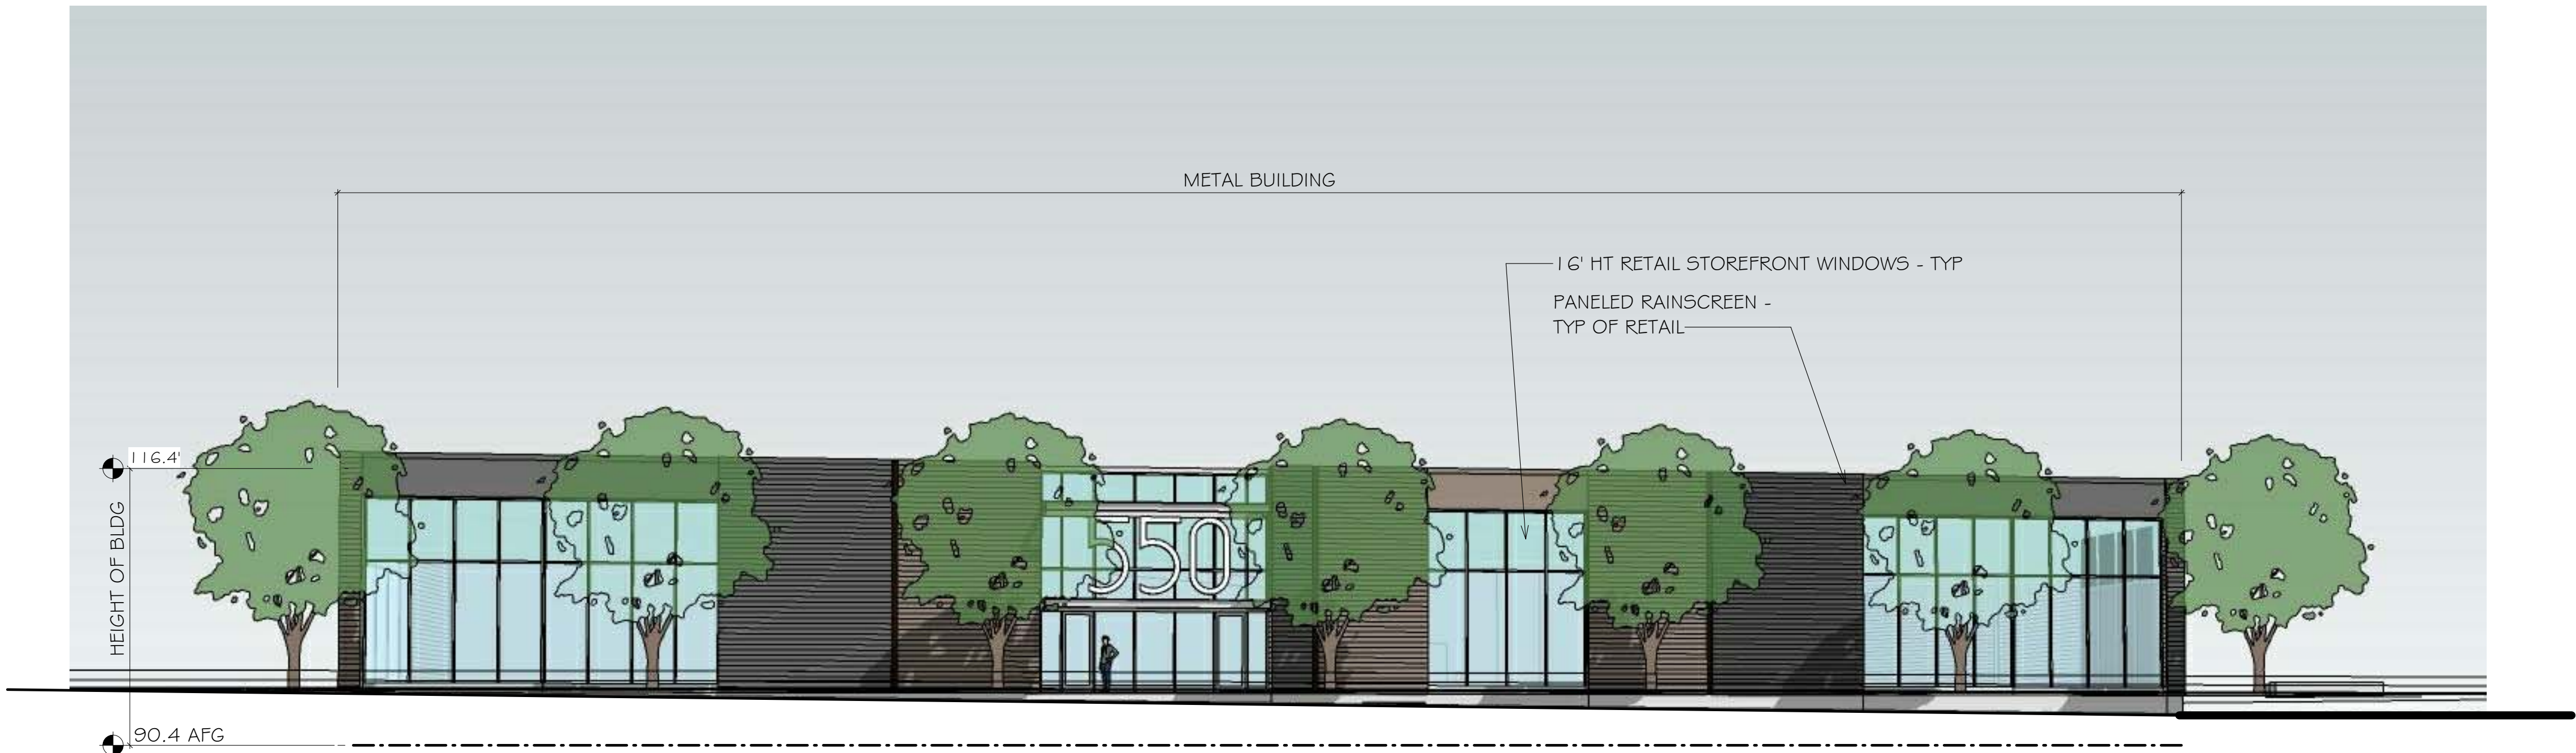 METAL BUILDING
16' HT RETAIL STOREFRONT WINDOWS - TYP
PANELED RAINSCREEN -
TYP OF RETAIL
116.4'
HEIGHT OF BLDG
550
90.4 AFG